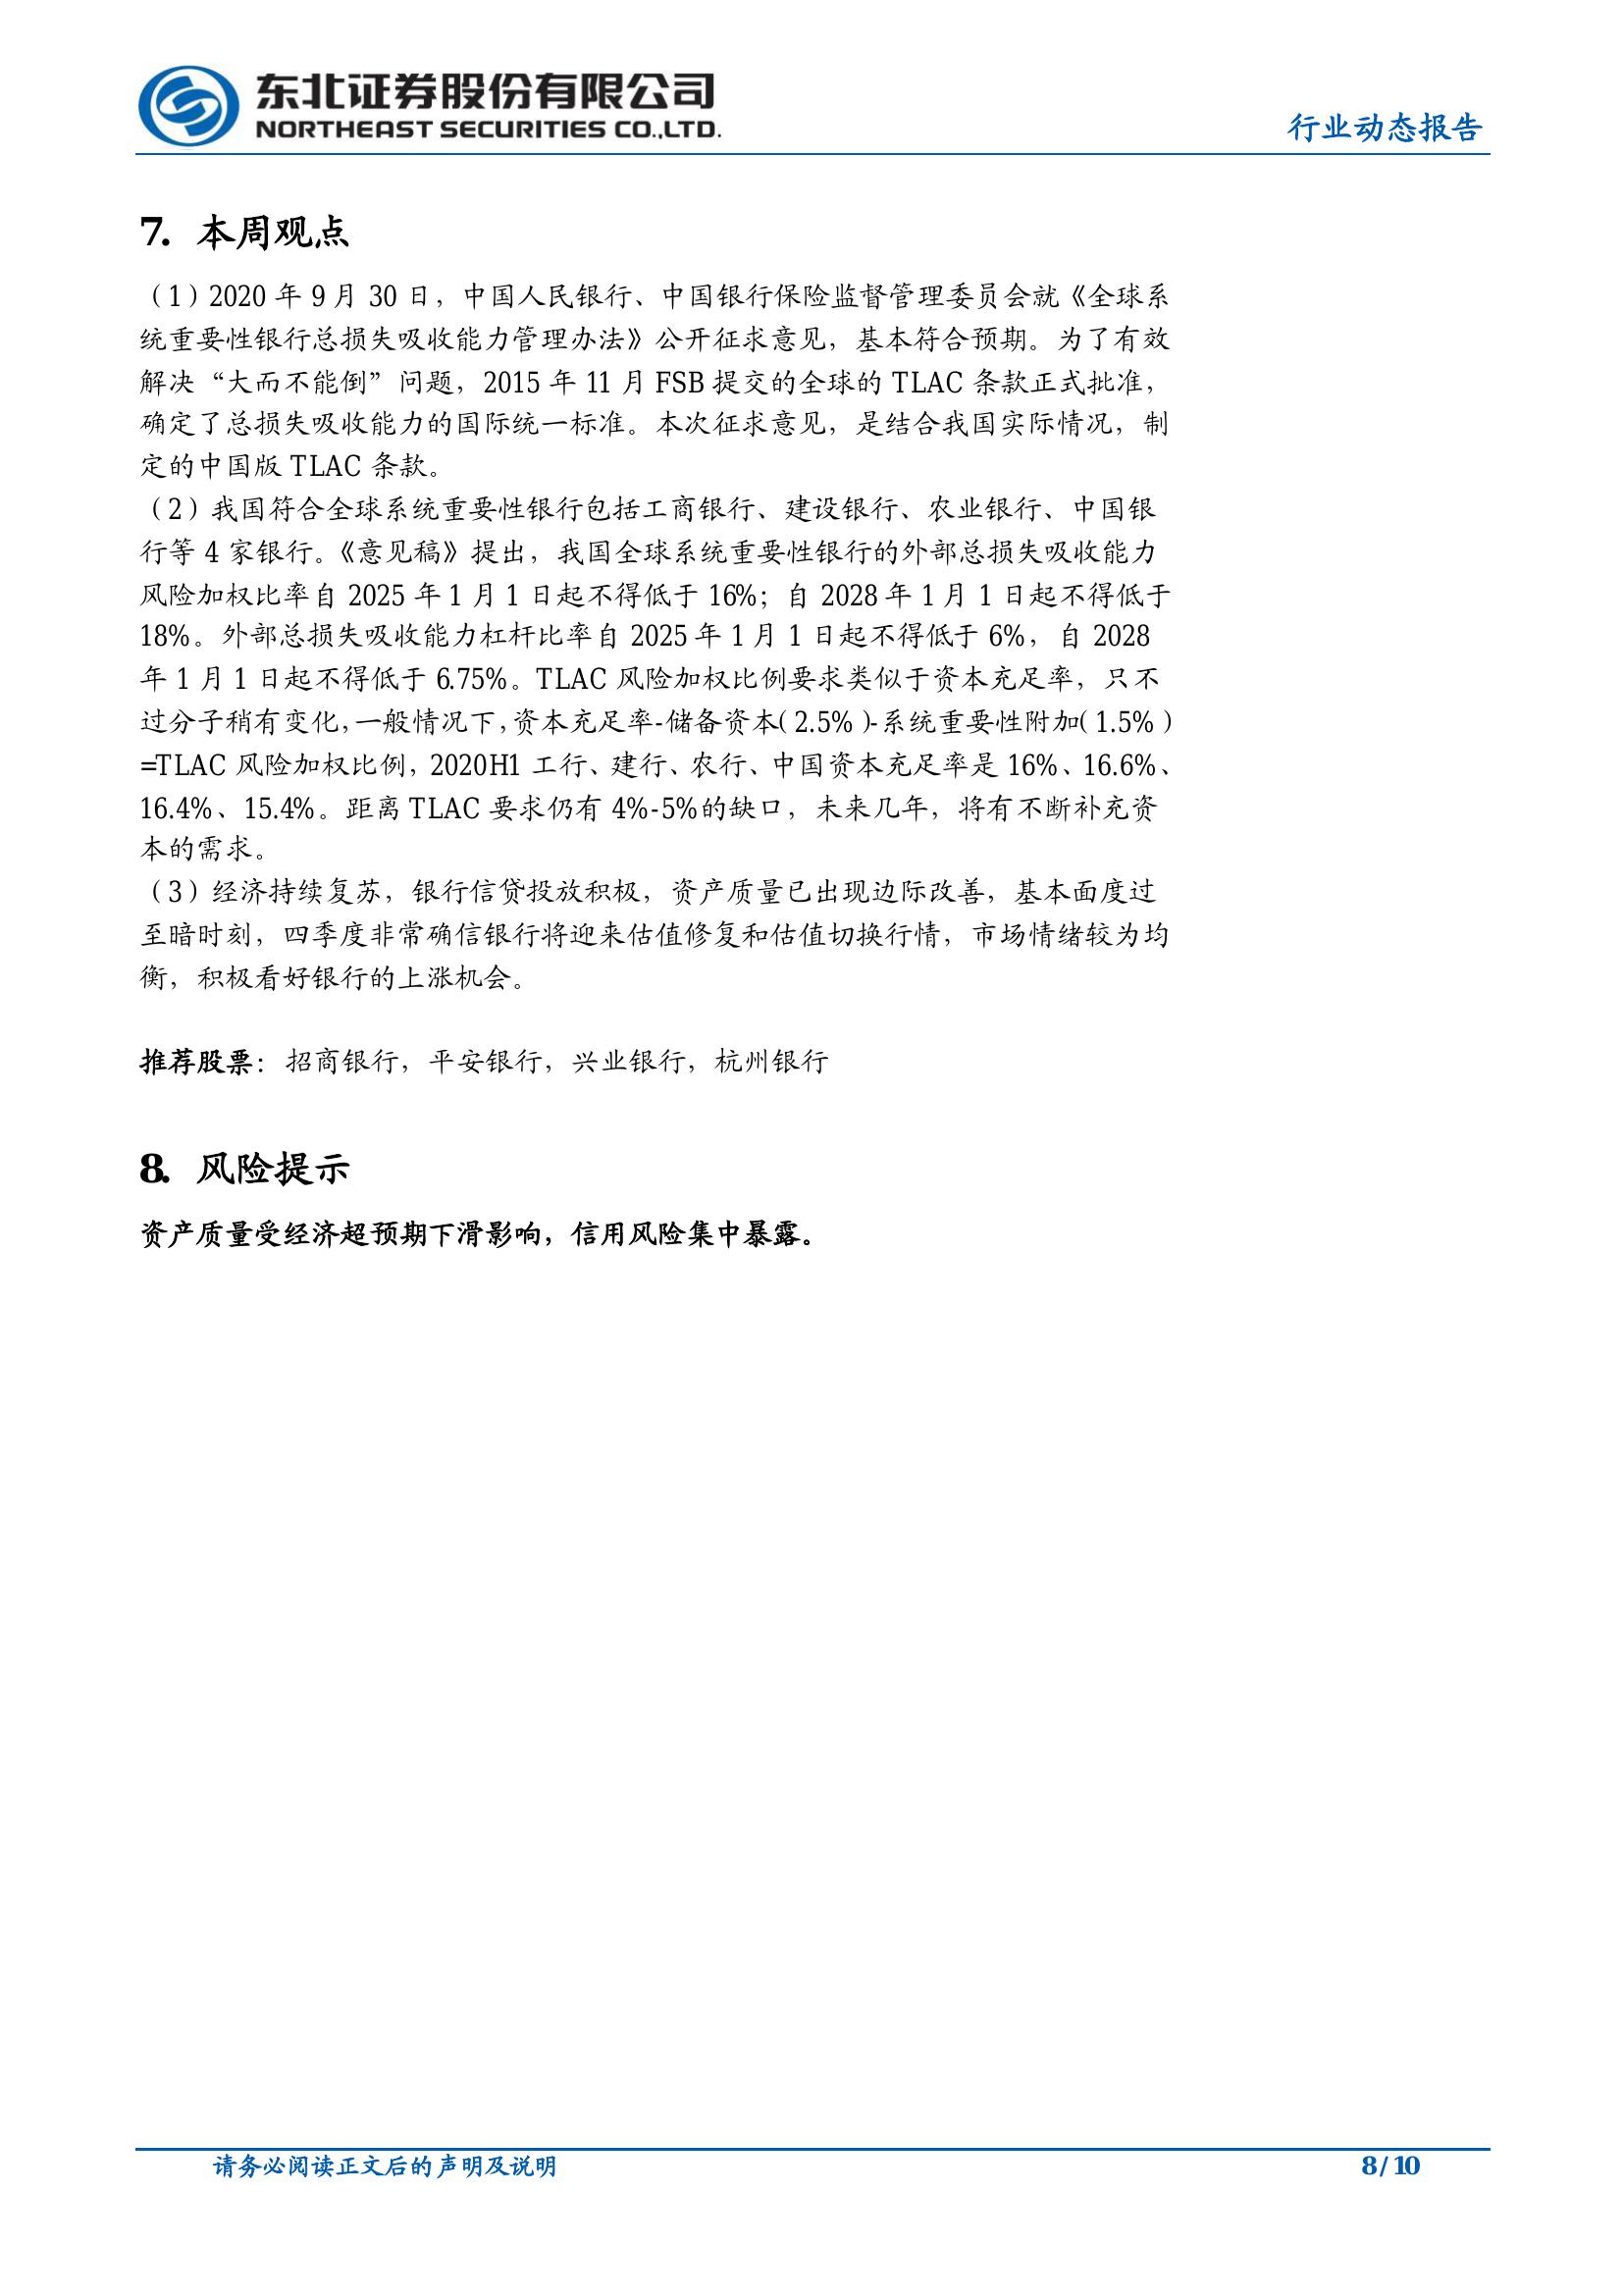 东北证券股份有限公司
NORTHEAST SECURITIES CO.,LTD.
行业动态报告
7. 本周观点
（1）2020 年 9 月 30 日，中国人民银行、中国银行保险监督管理委员会就《全球系
统重要性银行总损失吸收能力管理办法》公开征求意见，基本符合预期。为了有效
解决“大而不能倒”问题，2015 年 11 月 FSB 提交的全球的 TLAC 条款正式批准，
确定了总损失吸收能力的国际统一标准。本次征求意见，是结合我国实际情况，制
定的中国版 TLAC 条款。
（2）我国符合全球系统重要性银行包括工商银行、建设银行、农业银行、中国银
行等 4 家银行。《意见稿》提出，我国全球系统重要性银行的外部总损失吸收能力
风险加权比率自 2025 年 1 月 1 日起不得低于 16%；自 2028 年 1 月 1 日起不得低于
18%。外部总损失吸收能力杠杆比率自 2025 年 1 月 1 日起不得低于 6%，自 2028
年 1 月 1 日起不得低于 6.75%。TLAC 风险加权比例要求类似于资本充足率，只不
过分子稍有变化，一般情况下，资本充足率-储备资本（2.5%）-系统重要性附加（1.5%）
=TLAC 风险加权比例，2020H1 工行、建行、农行、中国资本充足率是 16%、16.6%、
16.4%、15.4%。距离 TLAC 要求仍有 4%-5%的缺口，未来几年，将有不断补充资
本的需求。
（3）经济持续复苏，银行信贷投放积极，资产质量已出现边际改善，基本面度过
至暗时刻，四季度非常确信银行将迎来估值修复和估值切换行情，市场情绪较为均
衡，积极看好银行的上涨机会。
推荐股票：招商银行，平安银行，兴业银行，杭州银行
8. 风险提示
资产质量受经济超预期下滑影响，信用风险集中暴露。
请务必阅读正文后的声明及说明
8 / 10